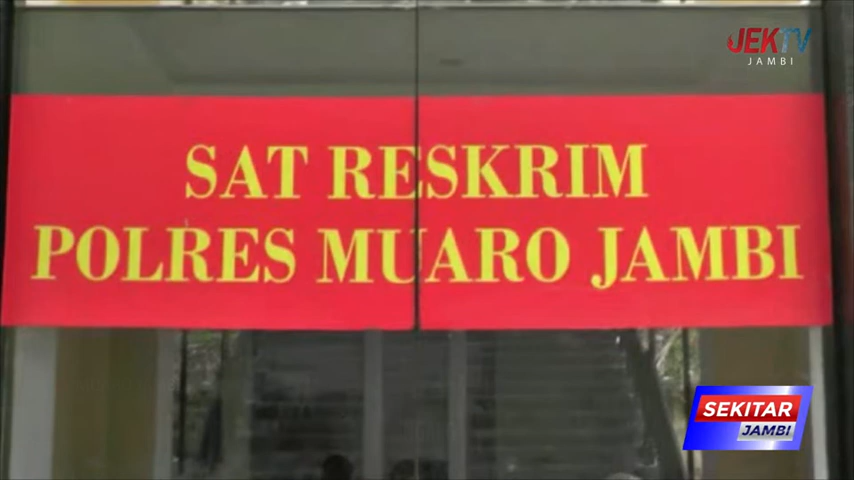 JEKTV
JAMBI
SAT RESKRIM
POLRES MUARO JAMBI
SEKITAR
JAMBI